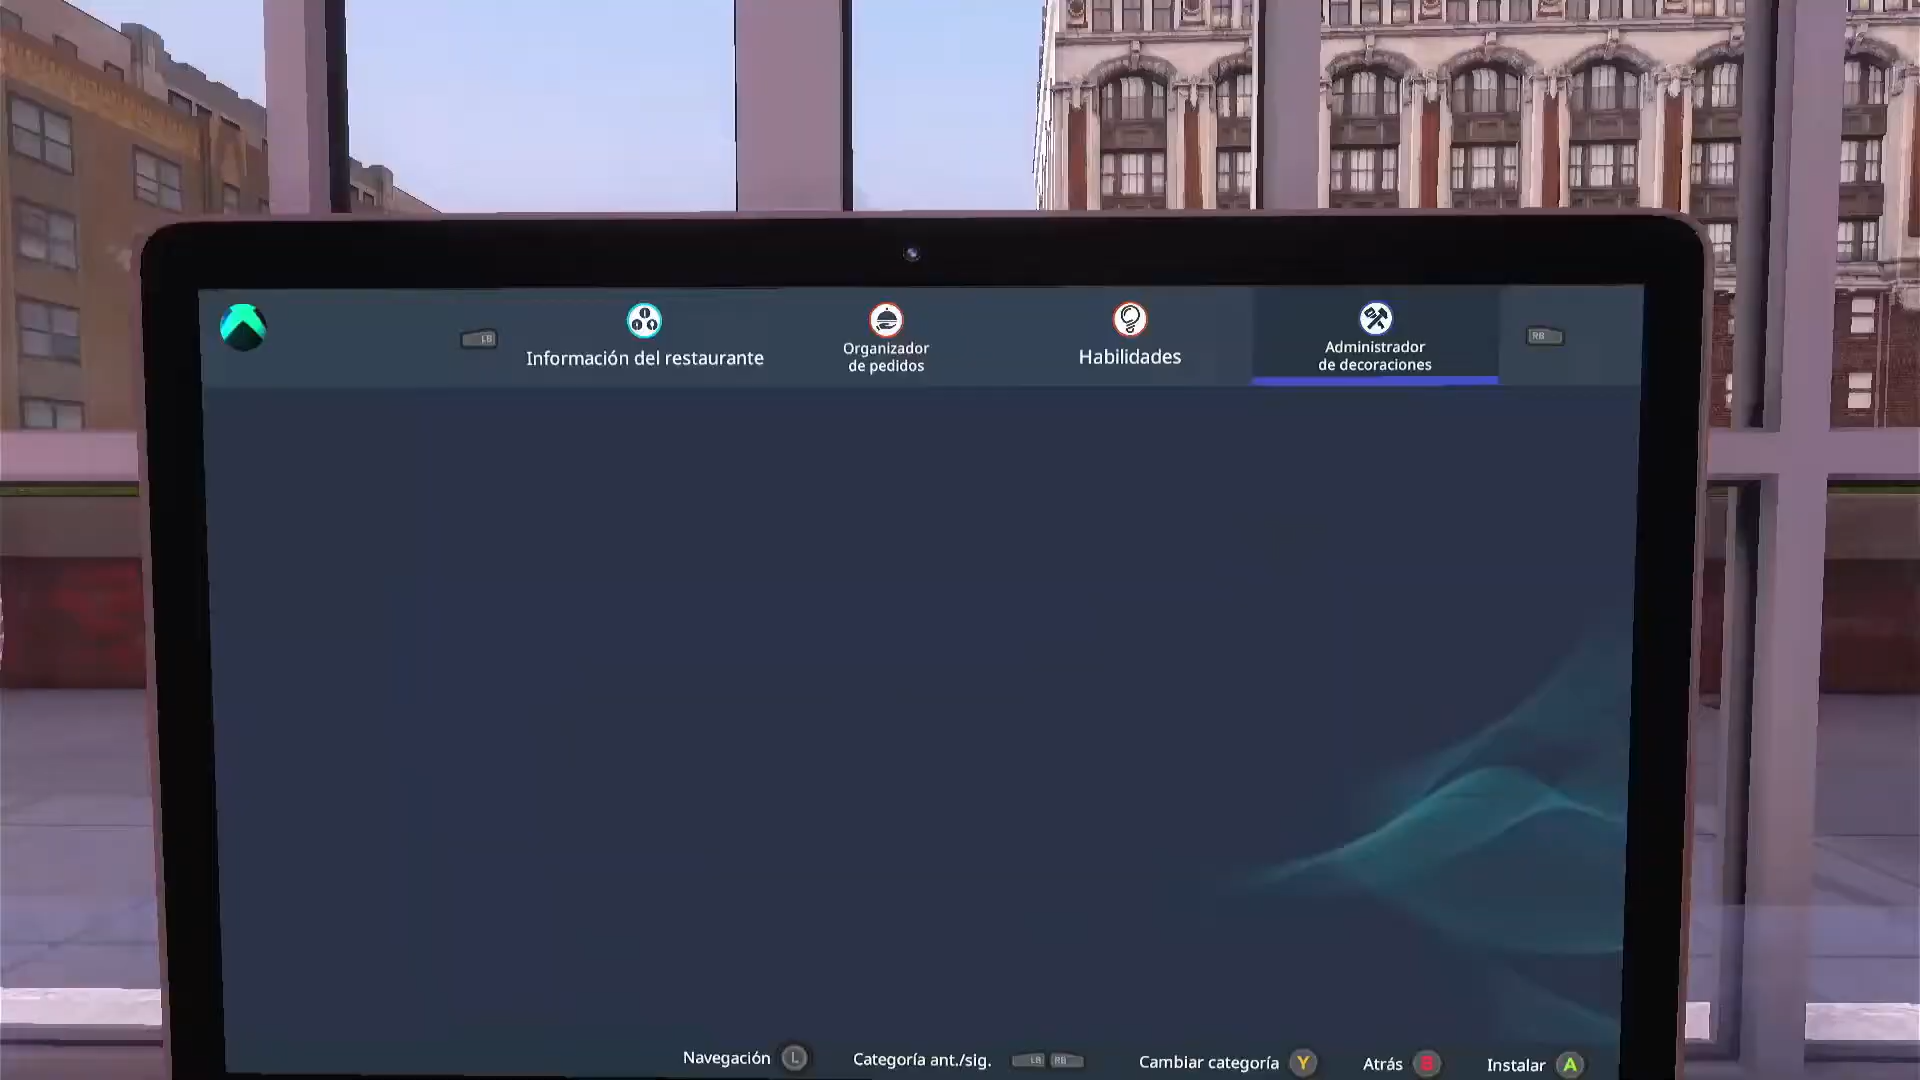 LB
Información del restaurante
Organizador
de pedidos
Habilidades
Administrador
de decoraciones
RB
Navegación L
Categoría ant./sig. LB RB
Cambiar categoría Y
Atrás B
Instalar A